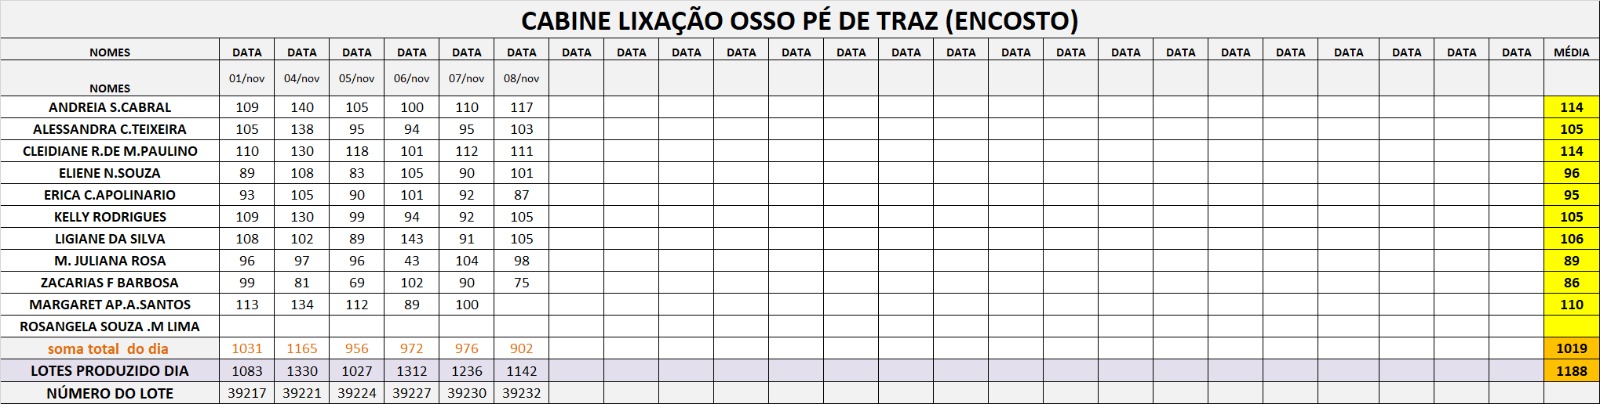 CABINE LIXAÇÃO OSSO PÉ DE TRAZ (ENCOSTO)
NOMES DATA DATA DATA DATA DATA DATA DATA DATA DATA DATA DATA DATA DATA DATA DATA DATA DATA DATA DATA DATA DATA DATA DATA DATA MÉDIA
NOMES 01/nov 04/nov 05/nov 06/nov 07/nov 08/nov
ANDREIA S.CABRAL 109 140 105 100 110 117 114
ALESSANDRA C.TEIXEIRA 105 138 95 94 95 103 105
CLEIDIANE R.DE M.PAULINO 110 130 118 101 112 111 114
ELIENE N.SOUZA 89 108 83 105 90 101 96
ERICA C.APOLINARIO 93 105 90 101 92 87 95
KELLY RODRIGUES 109 130 99 94 92 105 105
LIGIANE DA SILVA 108 102 89 143 91 105 106
M. JULIANA ROSA 96 97 96 43 104 98 89
ZACARIAS F BARBOSA 99 81 69 102 90 75 86
MARGARET AP.A.SANTOS 113 134 112 89 100 110
ROSANGELA SOUZA .M LIMA
soma total do dia 1031 1165 956 972 976 902 1019
LOTES PRODUZIDO DIA 1083 1330 1027 1312 1236 1142 1188
NÚMERO DO LOTE 39217 39221 39224 39227 39230 39232